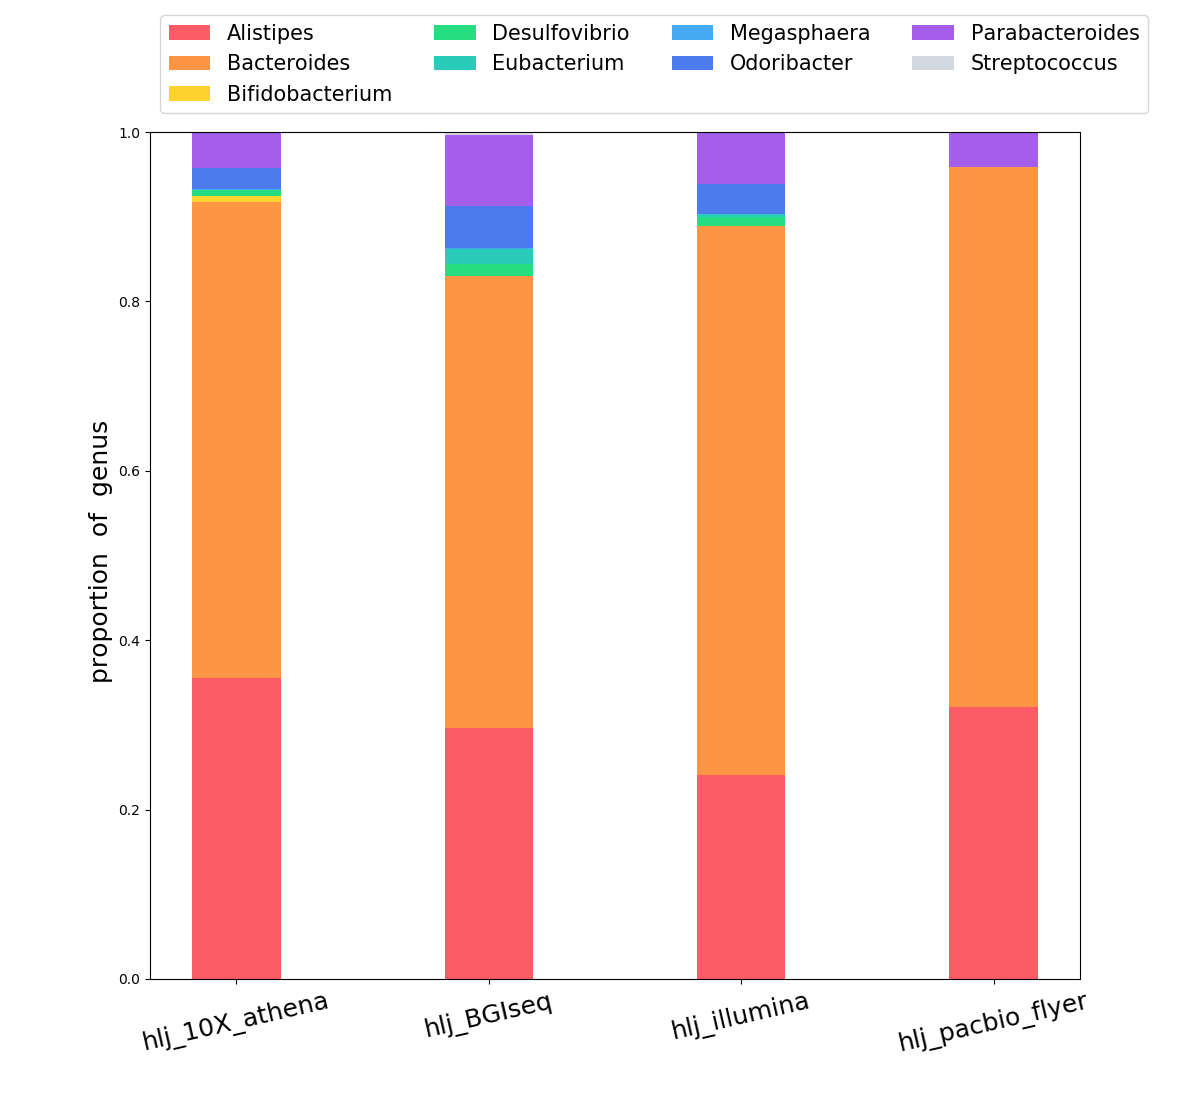 Alistipes Desulfovibrio Megasphaera Parabacteroides
Bacteroides Eubacterium Odoribacter Streptococcus
Bifidobacterium
1.0
0.8
0.6
0.4
0.2
0.0
proportion of genus
hlj_10X_athena hlj_BGIseq hlj_illumina hlj_pacbio_flyer